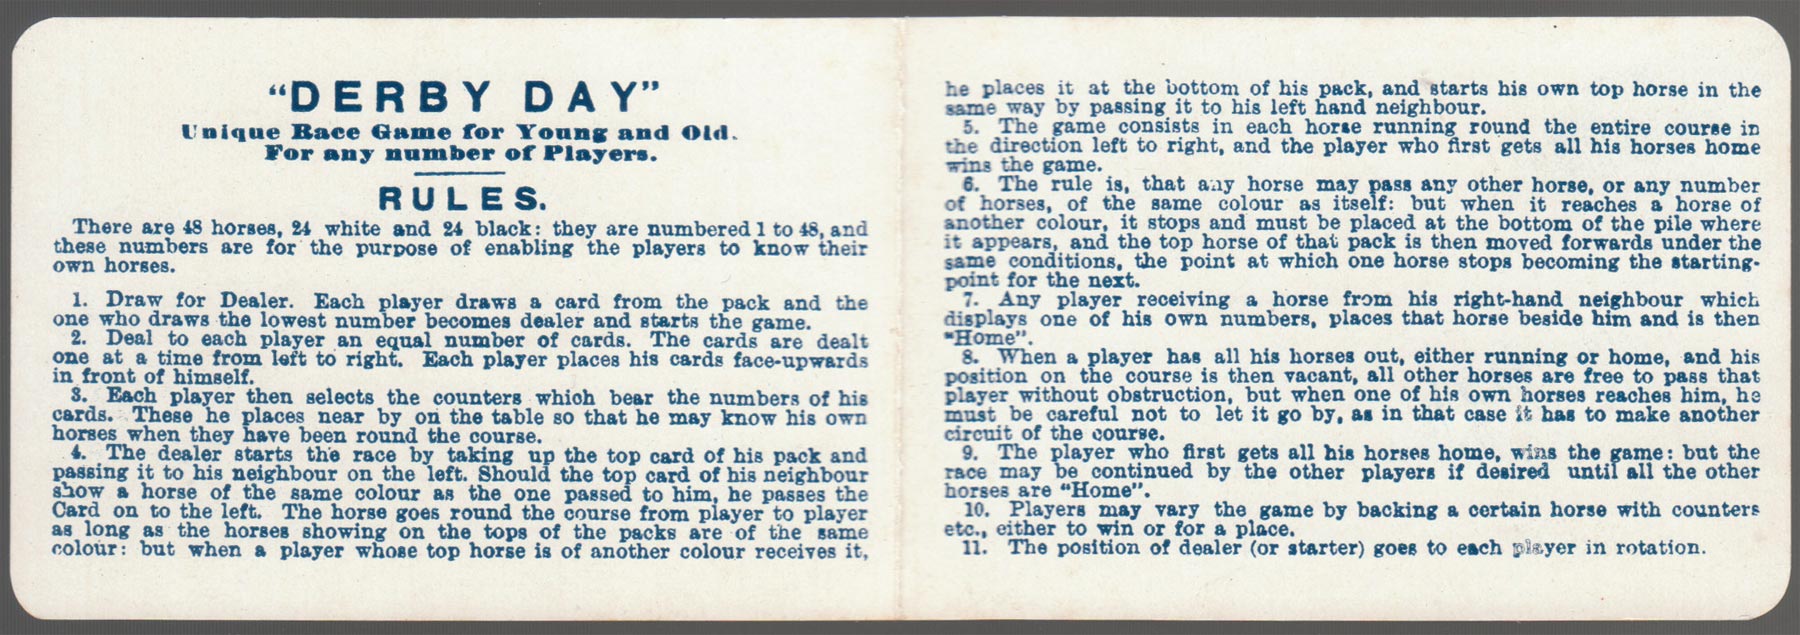 "DERBY DAY"
Unique Race Game for Young and Old.
For any number of Players.
RULES.
There are 48 horses, 24 white and 24 black: they are numbered 1 to 48, and
these numbers are for the purpose of enabling the players to know their
own horses.
1. Draw for Dealer. Each player draws a card from the pack and the
one who draws the lowest number becomes dealer and starts the game.
2. Deal to each player an equal number of cards. The cards are dealt
one at a time from left to right. Each player places his cards face-upwards
in front of himself.
3. Each player then selects the counters which bear the numbers of his
cards. These he places near by on the table so that he may know his own
horses when they have been round the course.
4. The dealer starts the race by taking up the top card of his pack and
passing it to his neighbour on the left. Should the top card of his neighbour
show a horse of the same colour as the one passed to him, he passes the
Card on to the left. The horse goes round the course from player to player
as long as the horses showing on the tops of the packs are of the same
colour: but when a player whose top horse is of another colour receives it,
he places it at the bottom of his pack, and starts his own top horse in the
same way by passing it to his left hand neighbour.
5. The game consists in each horse running round the entire course in
the direction left to right, and the player who first gets all his horses home
wins the game.
6. The rule is, that any horse may pass any other horse, or any number
of horses, of the same colour as itself: but when it reaches a horse of
another colour, it stops and must be placed at the bottom of the pile where
it appears, and the top horse of that pack is then moved forwards under the
same conditions, the point at which one horse stops becoming the starting-
point for the next.
7. Any player receiving a horse from his right-hand neighbour which
displays one of his own numbers, places that horse beside him and is then
"Home".
8. When a player has all his horses out, either running or home, and his
position on the course is then vacant, all other horses are free to pass that
player without obstruction, but when one of his own horses reaches him, he
must be careful not to let it go by, as in that case it has to make another
circuit of the course.
9. The player who first gets all his horses home, wins the game: but the
race may be continued by the other players if desired until all the other
horses are "Home".
10. Players may vary the game by backing a certain horse with counters
etc., either to win or for a place.
11. The position of dealer (or starter) goes to each player in rotation.